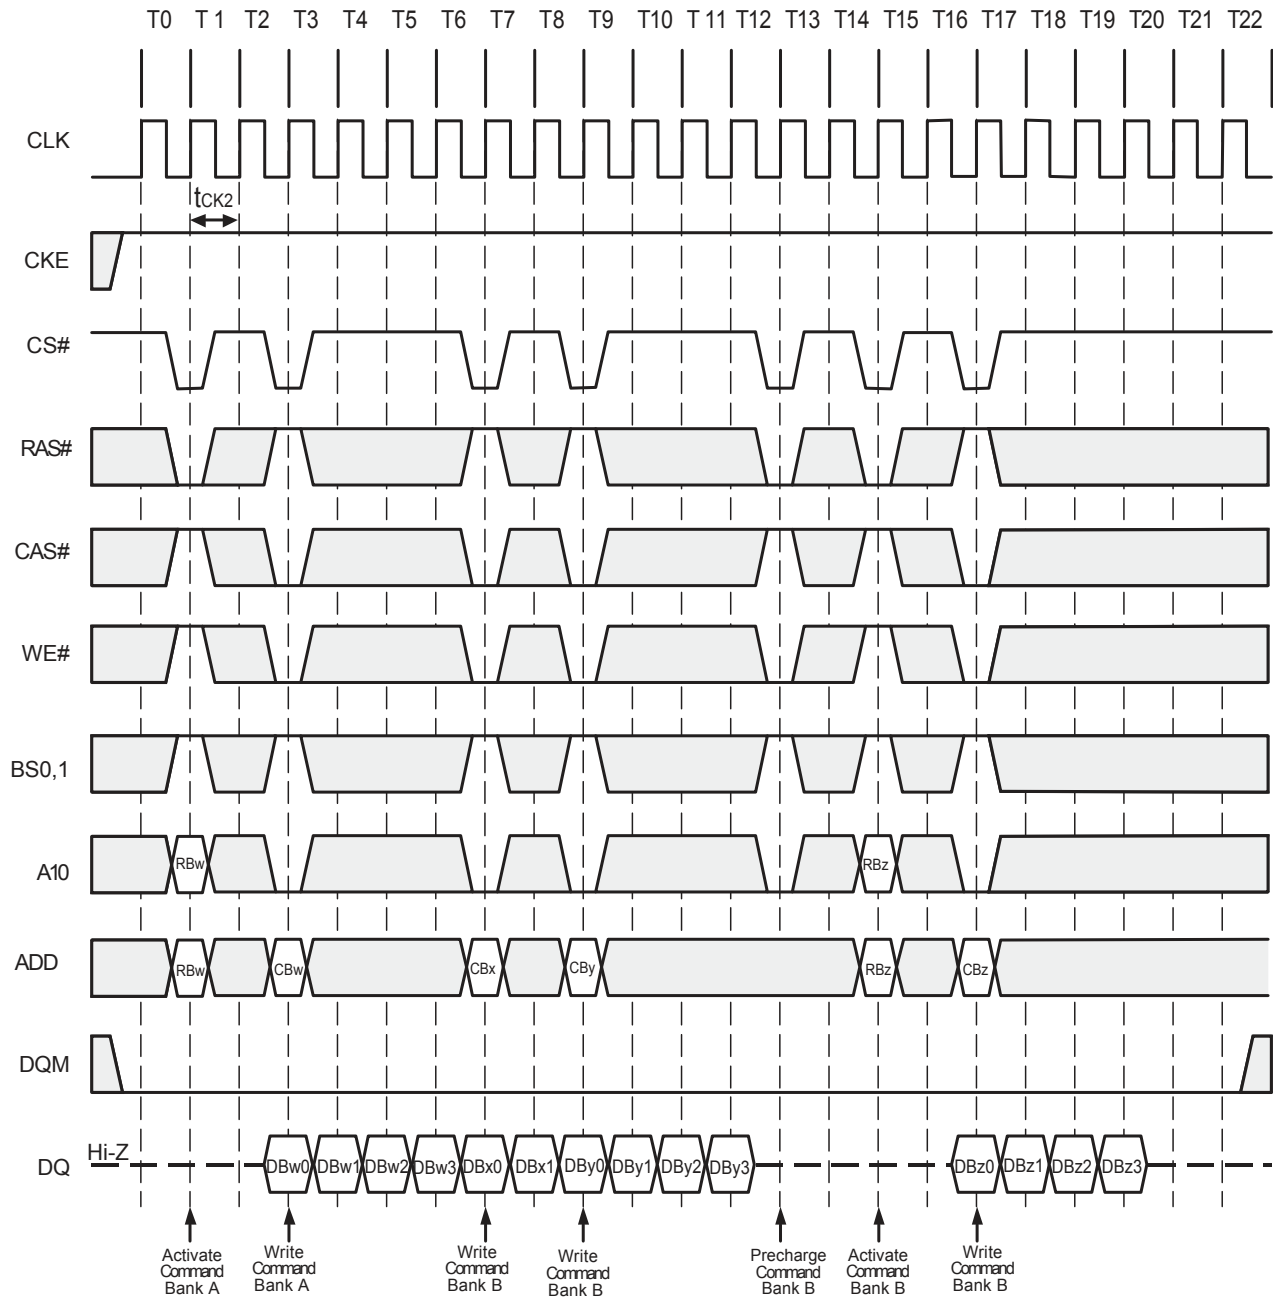 T0 T 1 T2 T3 T4 T5 T6 T7 T8 T9 T10 T 11 T12 T13 T14 T15 T16 T17 T18 T19 T20 T21 T22
CLK
tCK2
CKE
CS#
RAS#
CAS#
WE#
BS0,1
A10 RBw RBz
ADD RBw CBw CBx CBy RBz CBz
DQM
Hi-Z
DQ DBw0 DBw1 DBw2 DBw3 DBx0 DBx1 DBy0 DBy1 DBy2 DBy3 DBz0 DBz1 DBz2 DBz3
Activate
Command
Bank A
Write
Command
Bank A
Write
Command
Bank B
Write
Command
Bank B
Precharge
Command
Bank B
Activate
Command
Bank B
Write
Command
Bank B